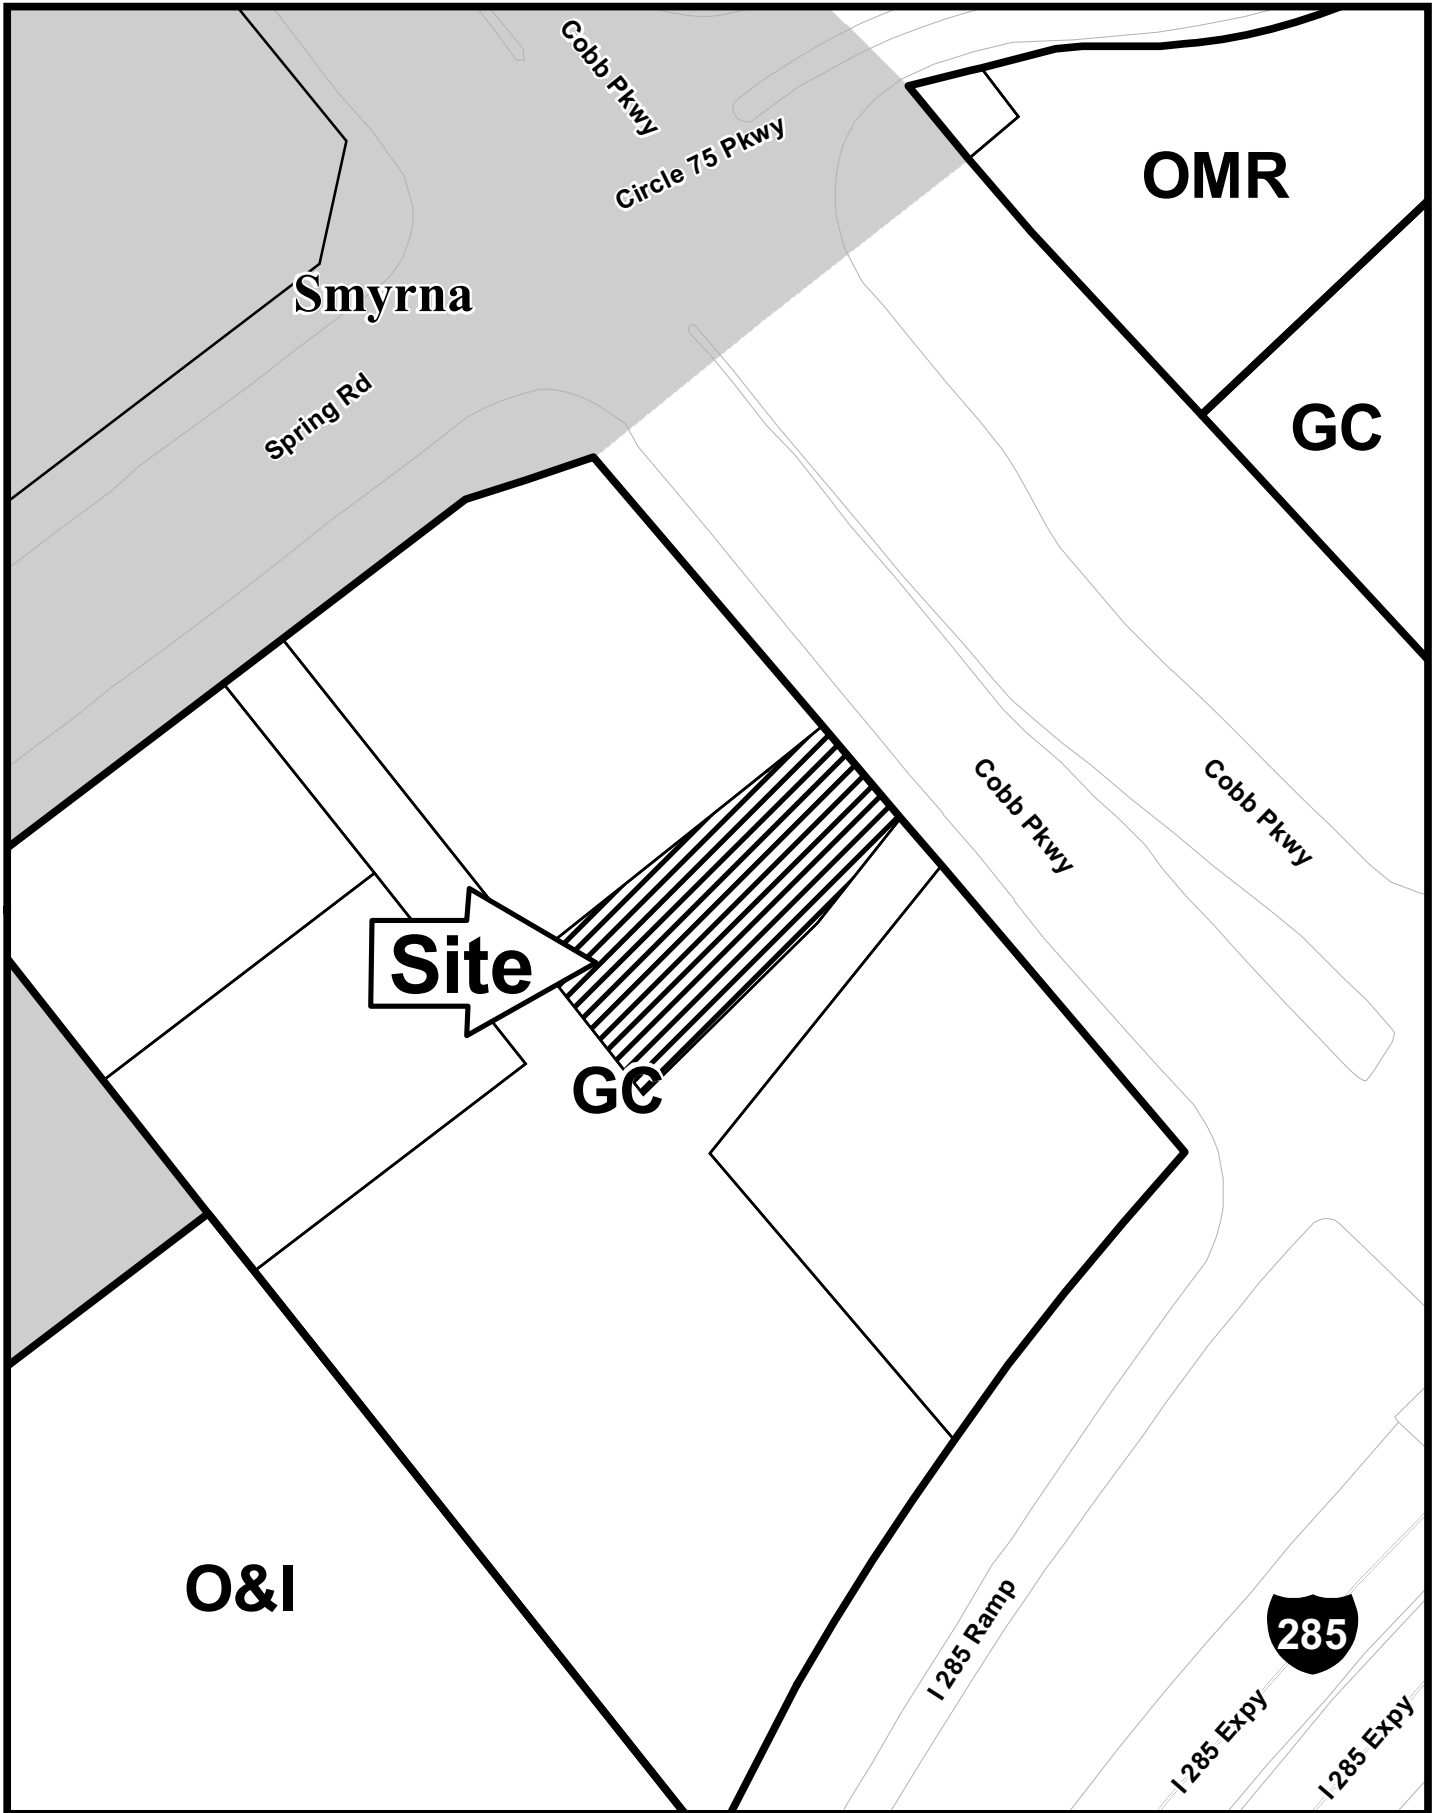 Cobb Pkwy
Circle 75 Pkwy
OMR
Smyrna
Spring Rd
GC
Cobb Pkwy
Cobb Pkwy
Site
GC
O&I
I 285 Ramp
285
I 285 Expy
I 285 Expy